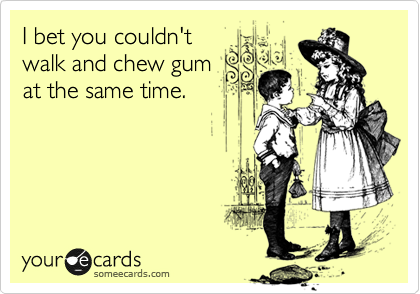 I bet you couldn't
walk and chew gum
at the same time.
your e cards
someecards.com